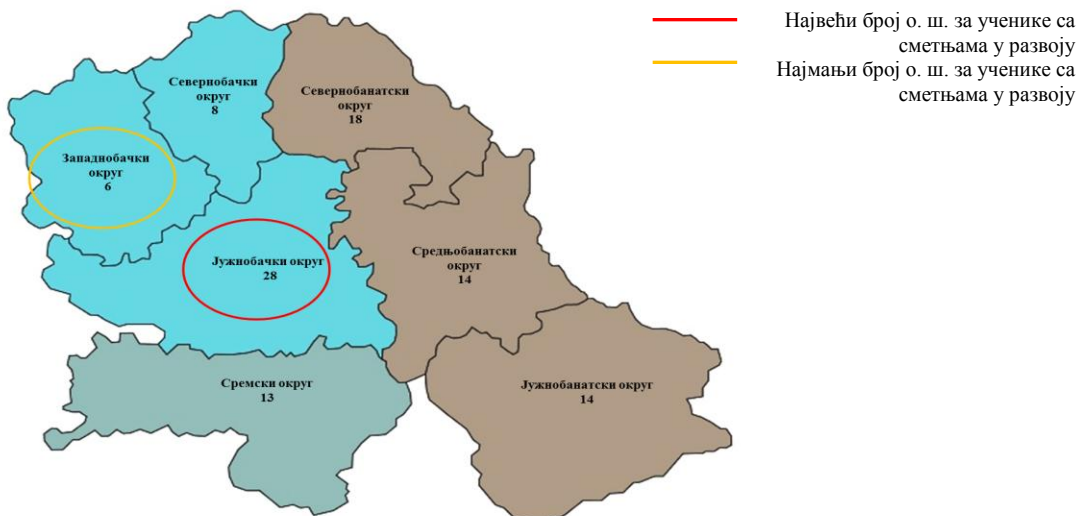 Највећи број о. ш. за ученике са
сметњама у развоју
Најмањи број о. ш. за ученике са
сметњама у развоју
Севернобачки
округ
8
Севернобанатски
округ
18
Западнобачки
округ
6
Јужнобачки округ
28
Средњобанатски
округ
14
Сремски округ
13
Јужнобанатски округ
14